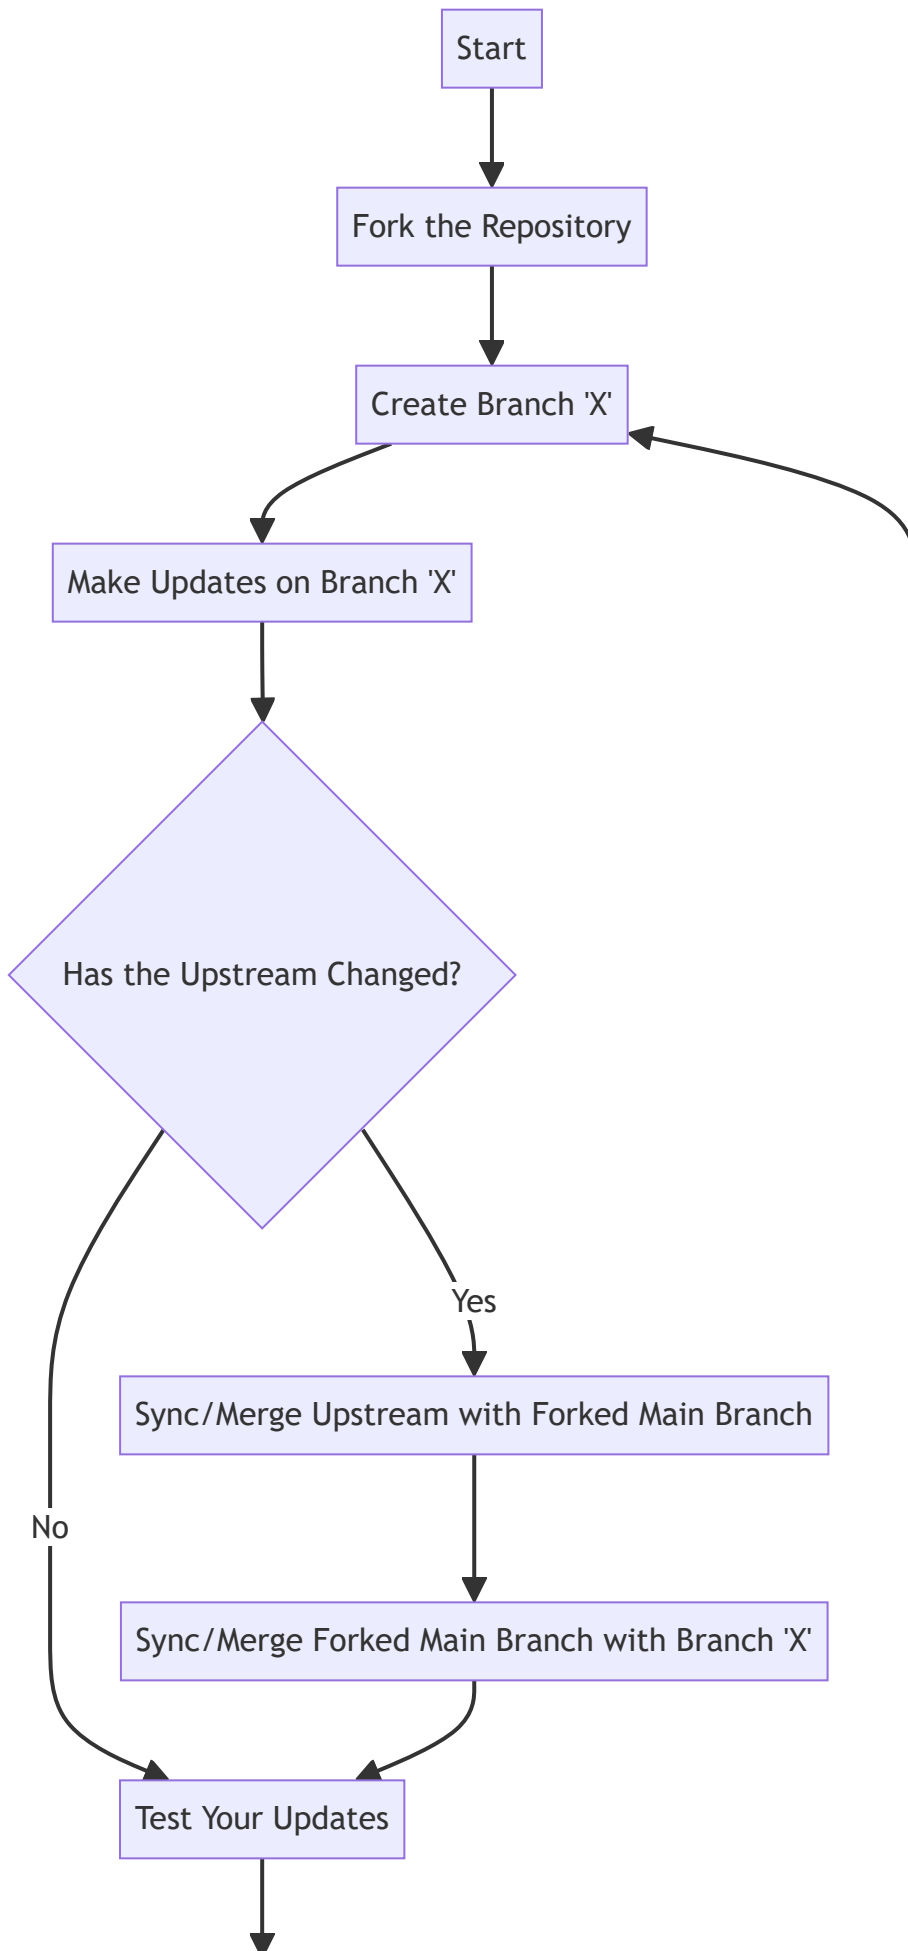 Start
Fork the Repository
Create Branch 'X'
Make Updates on Branch 'X'
Has the Upstream Changed?
Yes
Sync/Merge Upstream with Forked Main Branch
No
Sync/Merge Forked Main Branch with Branch 'X'
Test Your Updates